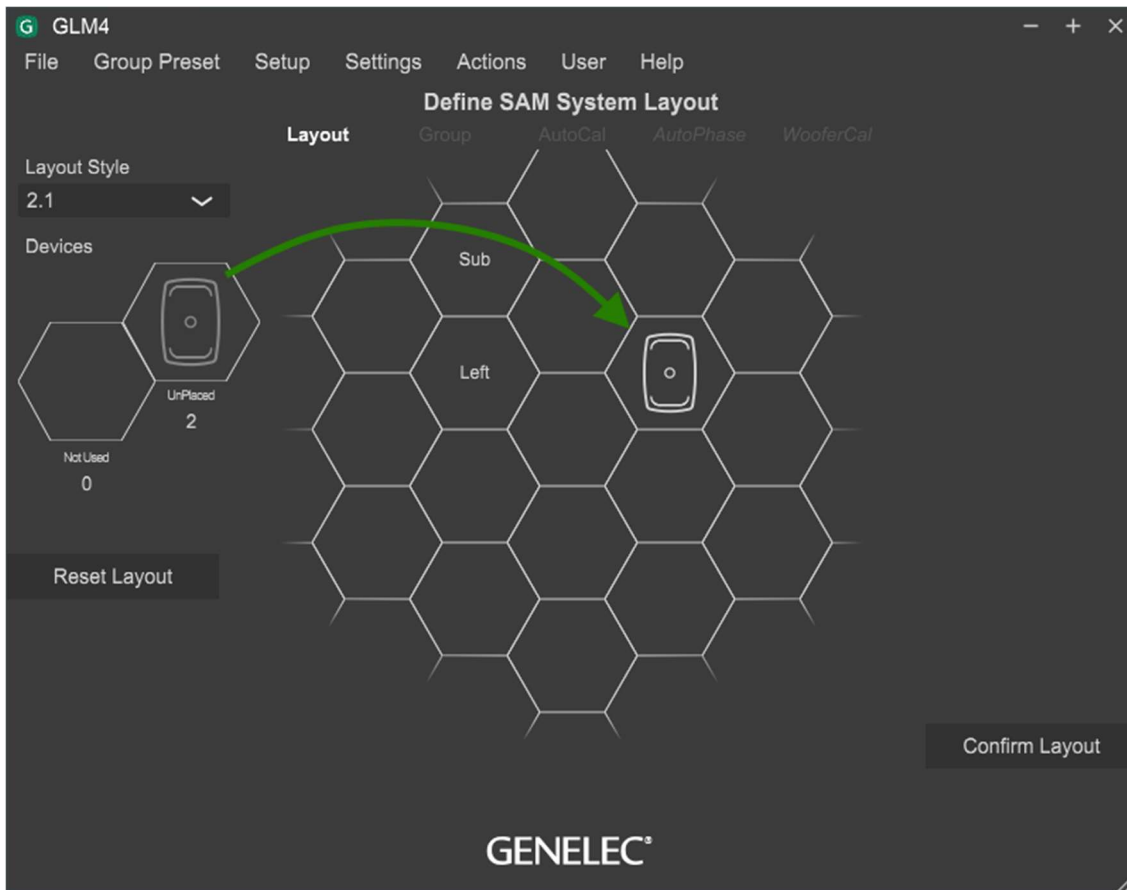 G GLM4
File Group Preset Setup Settings Actions User Help
Define SAM System Layout
Layout Group AutoCal AutoPhase WooferCal
Layout Style
2.1
Devices
Sub
Left
UnPlaced
2
Not Used
0
Reset Layout
Confirm Layout
GENELEC®